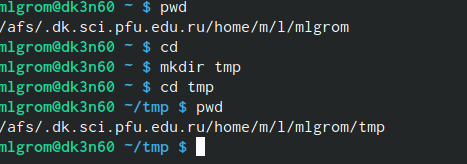 mlgrom@dk3n60 ~ $ pwd
/afs/.dk.sci.pfu.edu.ru/home/m/l/mlgrom
mlgrom@dk3n60 ~ $ cd
mlgrom@dk3n60 ~ $ mkdir tmp
mlgrom@dk3n60 ~ $ cd tmp
mlgrom@dk3n60 ~/tmp $ pwd
/afs/.dk.sci.pfu.edu.ru/home/m/l/mlgrom/tmp
mlgrom@dk3n60 ~/tmp $